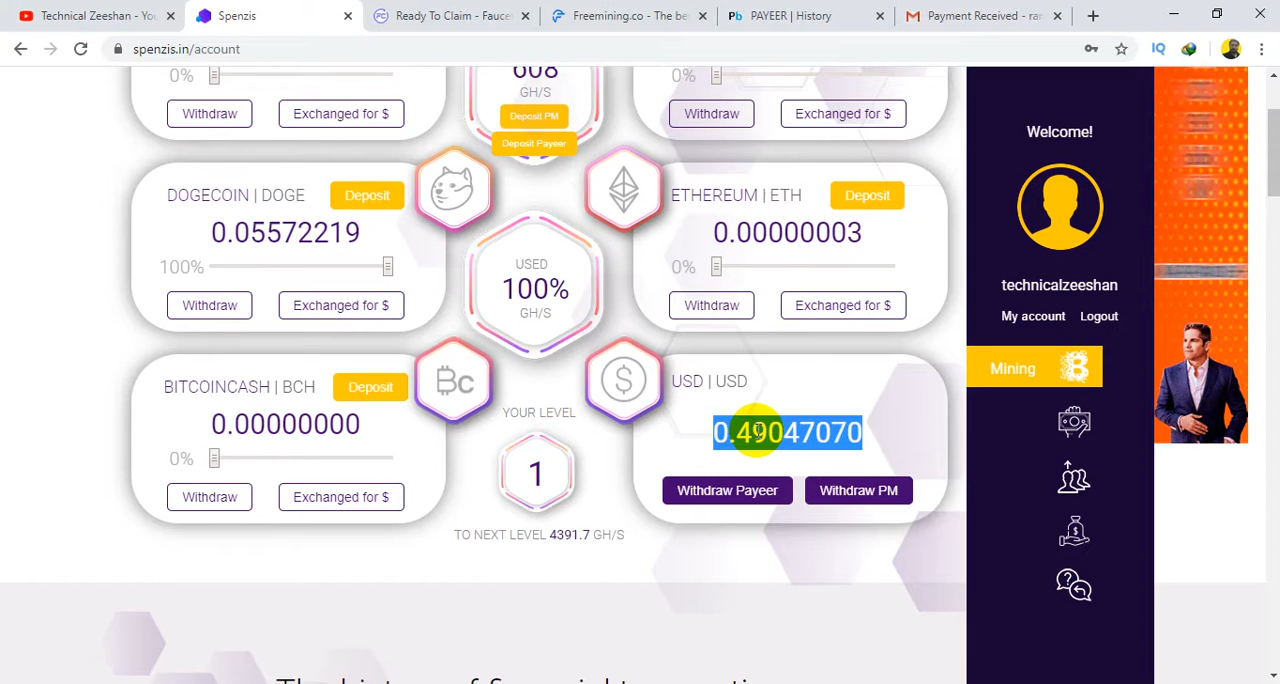 Technical Zeeshan - You
Spenzis
Ready To Claim - Fauce
Freemining.co - The be
PAYEER | History
Payment Received - ran
spenzis.in/account
0%
608
GH/S
0%
Withdraw
Exchanged for $
Deposit PM
Deposit Payeer
Withdraw
Exchanged for $
DOGECOIN | DOGE
Deposit
0.05572219
100%
Withdraw
Exchanged for $
USED
100%
GH/S
ETHEREUM | ETH
Deposit
0.00000003
0%
Withdraw
Exchanged for $
BITCOINCASH | BCH
Deposit
0.00000000
0%
Withdraw
Exchanged for $
YOUR LEVEL
1
TO NEXT LEVEL 4391.7 GH/S
USD | USD
0.49047070
Withdraw Payeer
Withdraw PM
Welcome!
technicalzeeshan
My account
Logout
Mining